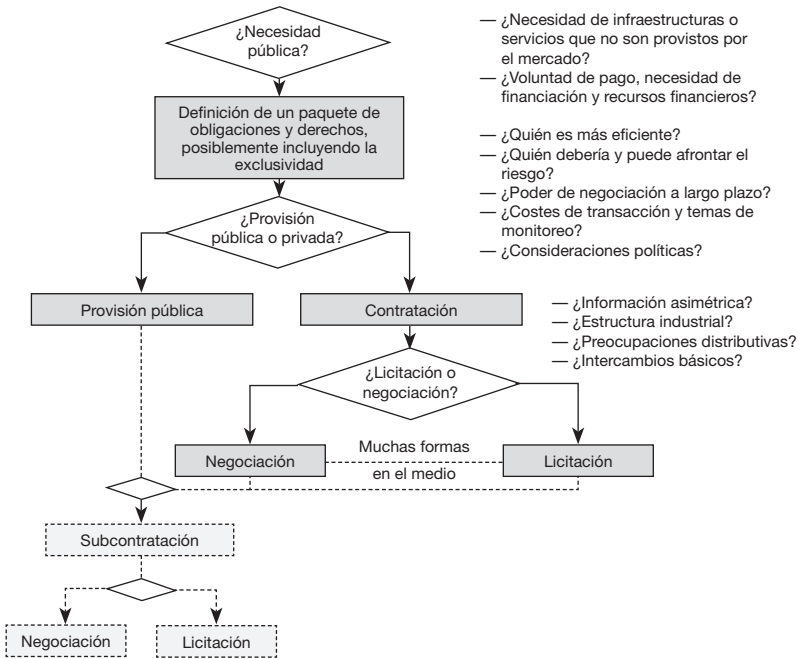 ¿Necesidad
pública?
— ¿Necesidad de infraestructuras o
servicios que no son provistos por
el mercado?
— ¿Voluntad de pago, necesidad de
financiación y recursos financieros?
Definición de un paquete de
obligaciones y derechos,
posiblemente incluyendo la
exclusividad
— ¿Quién es más eficiente?
— ¿Quién debería y puede afrontar el
riesgo?
— ¿Poder de negociación a largo plazo?
— ¿Costes de transacción y temas de
monitoreo?
— ¿Consideraciones políticas?
¿Provisión
pública o privada?
Provisión pública
Contratación
— ¿Información asimétrica?
— ¿Estructura industrial?
— ¿Preocupaciones distributivas?
— ¿Intercambios básicos?
¿Licitación o
negociación?
Negociación
Muchas formas
en el medio
Licitación
Subcontratación
Negociación
Licitación